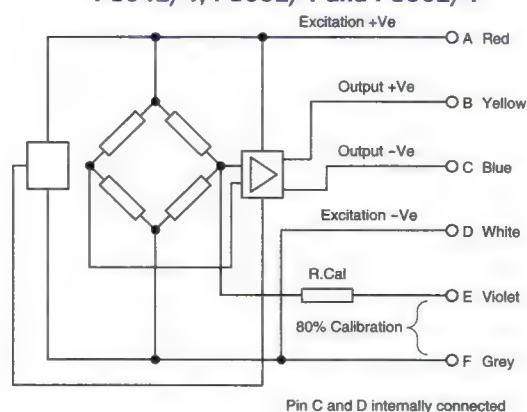 Excitation +Ve
A Red
Output +Ve
B Yellow
Output −Ve
C Blue
Excitation −Ve
D White
R.Cal
E Violet
80% Calibration
F Grey
Pin C and D internally connected